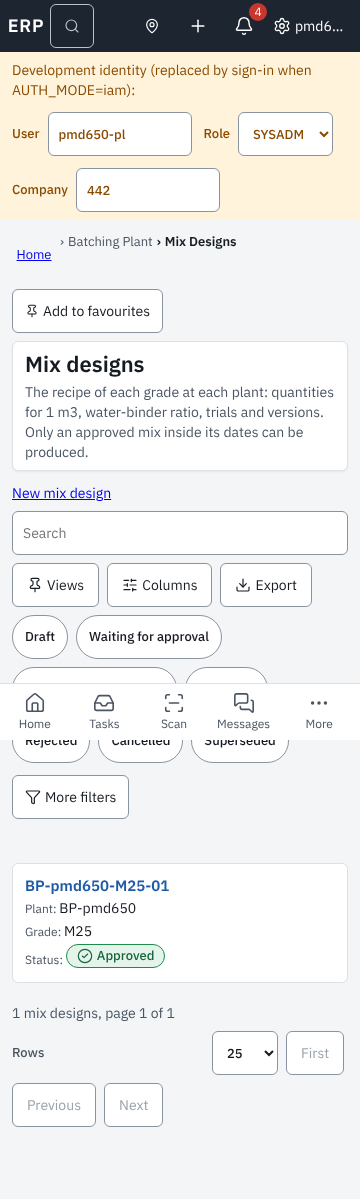 ERP
4
pmd6...
Development identity (replaced by sign-in when
AUTH_MODE=iam):
User pmd650-pl Role SYSADM
Company 442
Home › Batching Plant › Mix Designs
Add to favourites
Mix designs
The recipe of each grade at each plant: quantities
for 1 m3, water-binder ratio, trials and versions.
Only an approved mix inside its dates can be
produced.
New mix design
Search
Views Columns Export
Draft Waiting for approval
Home Tasks Scan Messages More
Rejected Cancelled Superseded
More filters
BP-pmd650-M25-01
Plant: BP-pmd650
Grade: M25
Status: Approved
1 mix designs, page 1 of 1
Rows 25 First
Previous Next